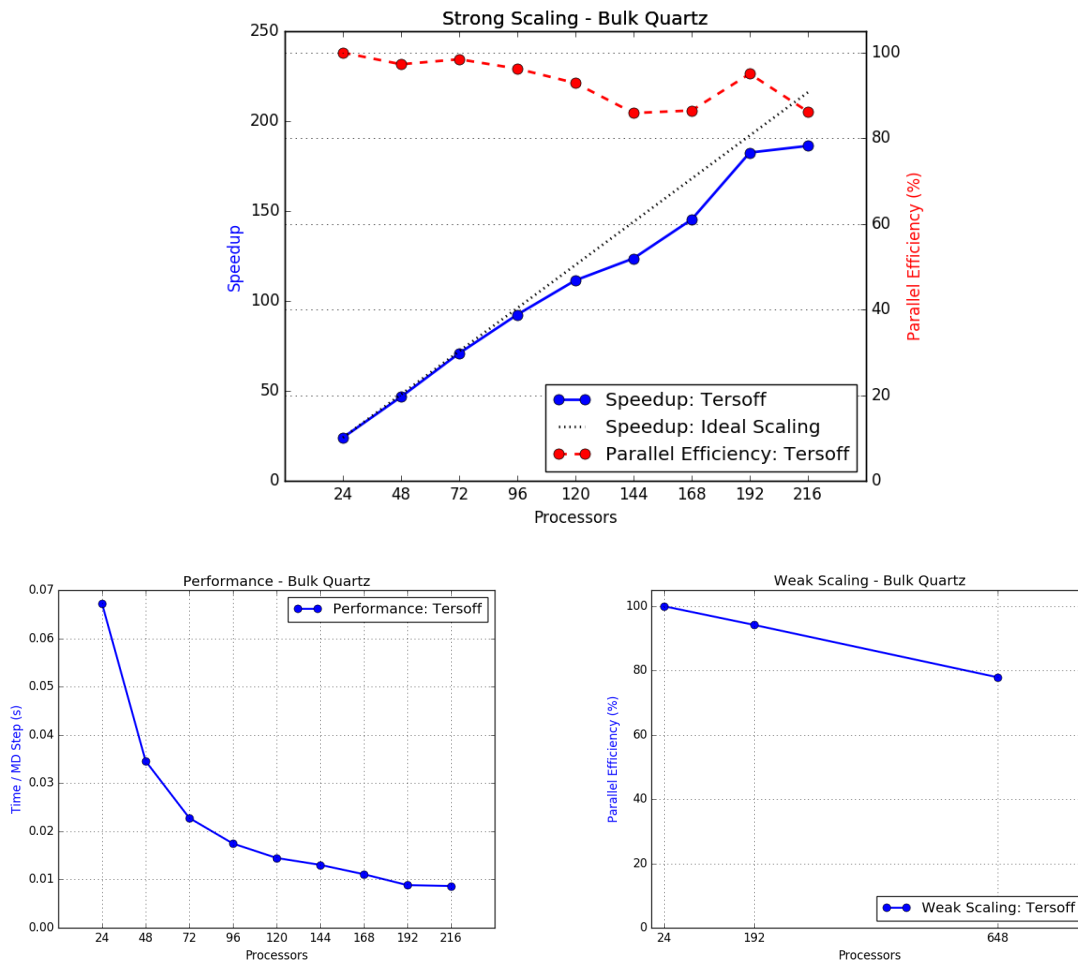 Strong Scaling - Bulk Quartz
250
200
150
100
50
0
Speedup
100
80
60
40
20
0
Parallel Efficiency (%)
Speedup: Tersoff
Speedup: Ideal Scaling
Parallel Efficiency: Tersoff
24 48 72 96 120 144 168 192 216
Processors
Performance - Bulk Quartz
0.07
0.06
0.05
0.04
0.03
0.02
0.01
0.00
Time / MD Step (s)
Performance: Tersoff
24 48 72 96 120 144 168 192 216
Processors
Weak Scaling - Bulk Quartz
100
80
60
40
20
0
Parallel Efficiency (%)
Weak Scaling: Tersoff
24 192 648
Processors